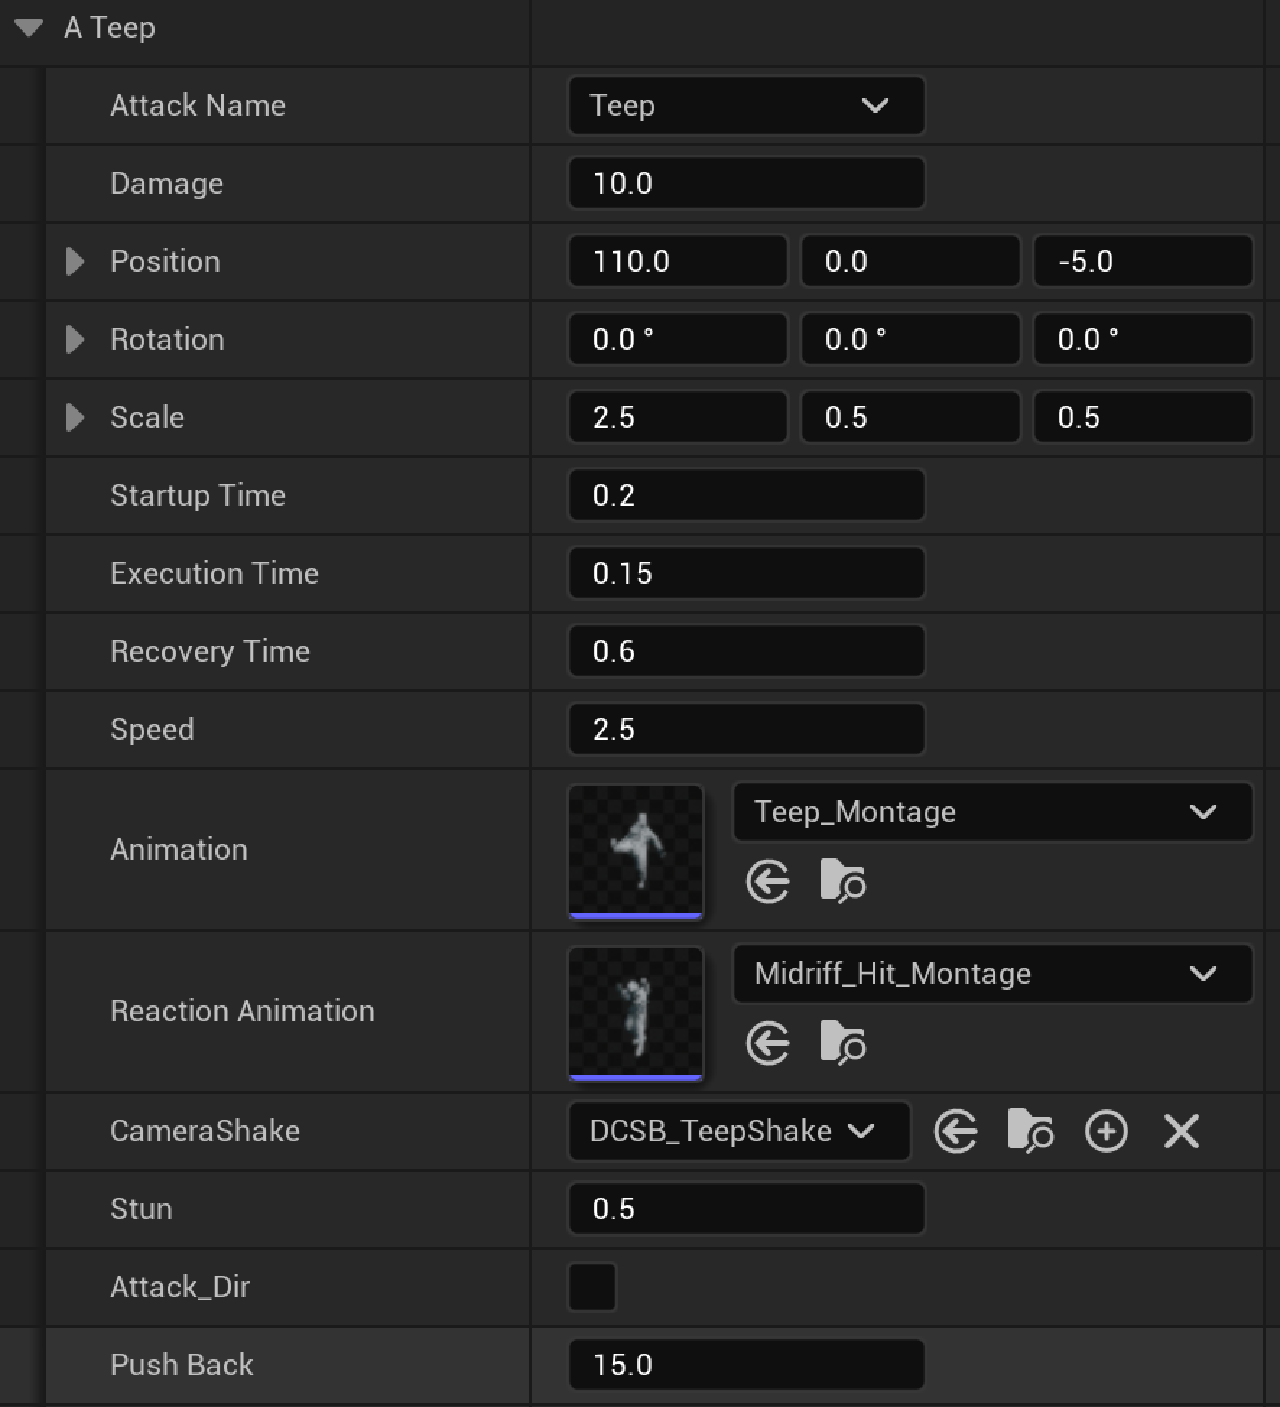 A Teep
Attack Name Teep
Damage 10.0
Position 110.0 0.0 -5.0
Rotation 0.0 ° 0.0 ° 0.0 °
Scale 2.5 0.5 0.5
Startup Time 0.2
Execution Time 0.15
Recovery Time 0.6
Speed 2.5
Animation Teep_Montage
Reaction Animation Midriff_Hit_Montage
CameraShake DCSB_TeepShake
Stun 0.5
Attack_Dir
Push Back 15.0